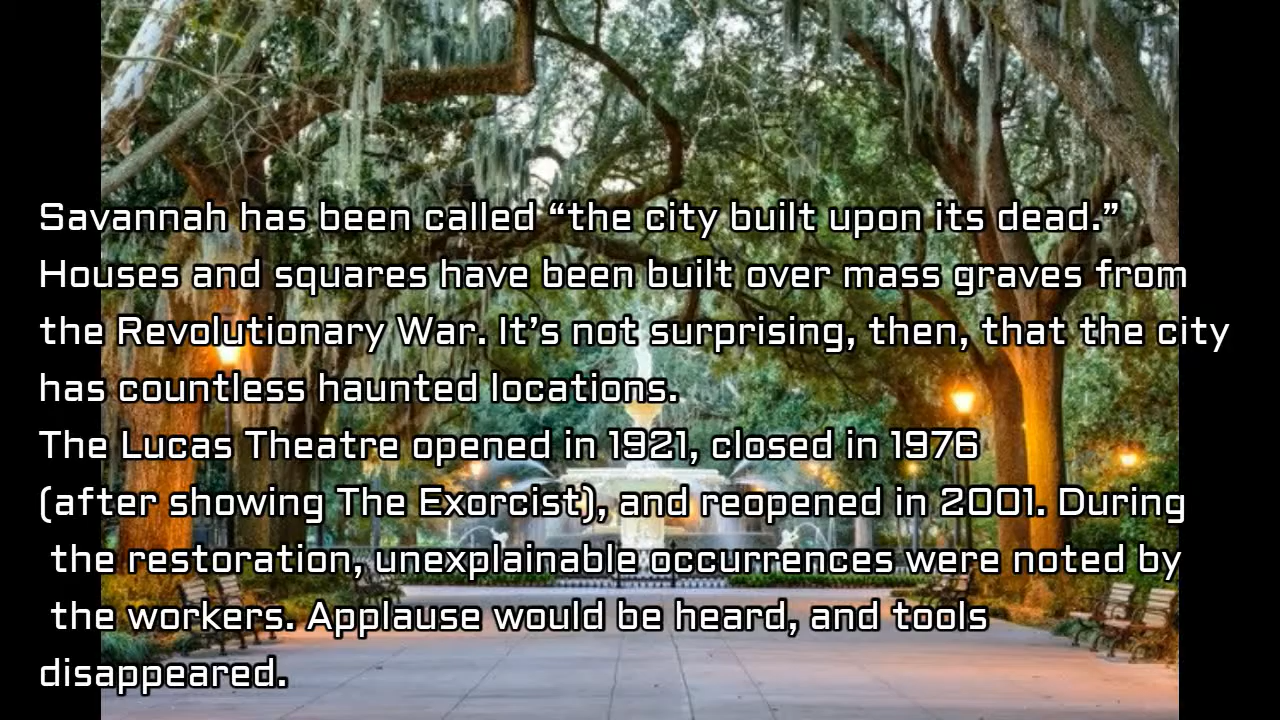 Savannah has been called “the city built upon its dead.”
Houses and squares have been built over mass graves from
the Revolutionary War. It’s not surprising, then, that the city
has countless haunted locations.
The Lucas Theatre opened in 1921, closed in 1976
(after showing The Exorcist), and reopened in 2001. During
the restoration, unexplainable occurrences were noted by
the workers. Applause would be heard, and tools
disappeared.